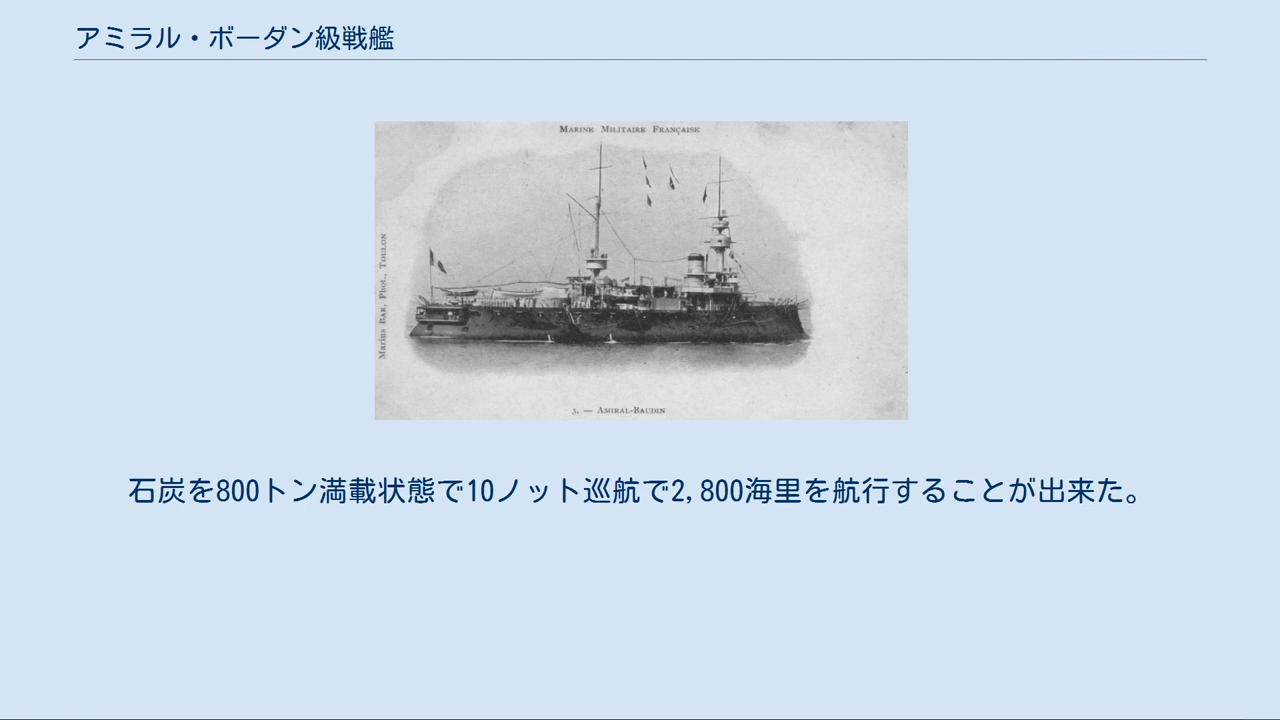 アミラル・ボーダン級戦艦
MARINE MILITAIRE FRANÇAISE
Marius BAR, Phot., TOULON
3. — AMIRAL-BAUDIN
石炭を800トン満載状態で10ノット巡航で2,800海里を航行することが出来た。